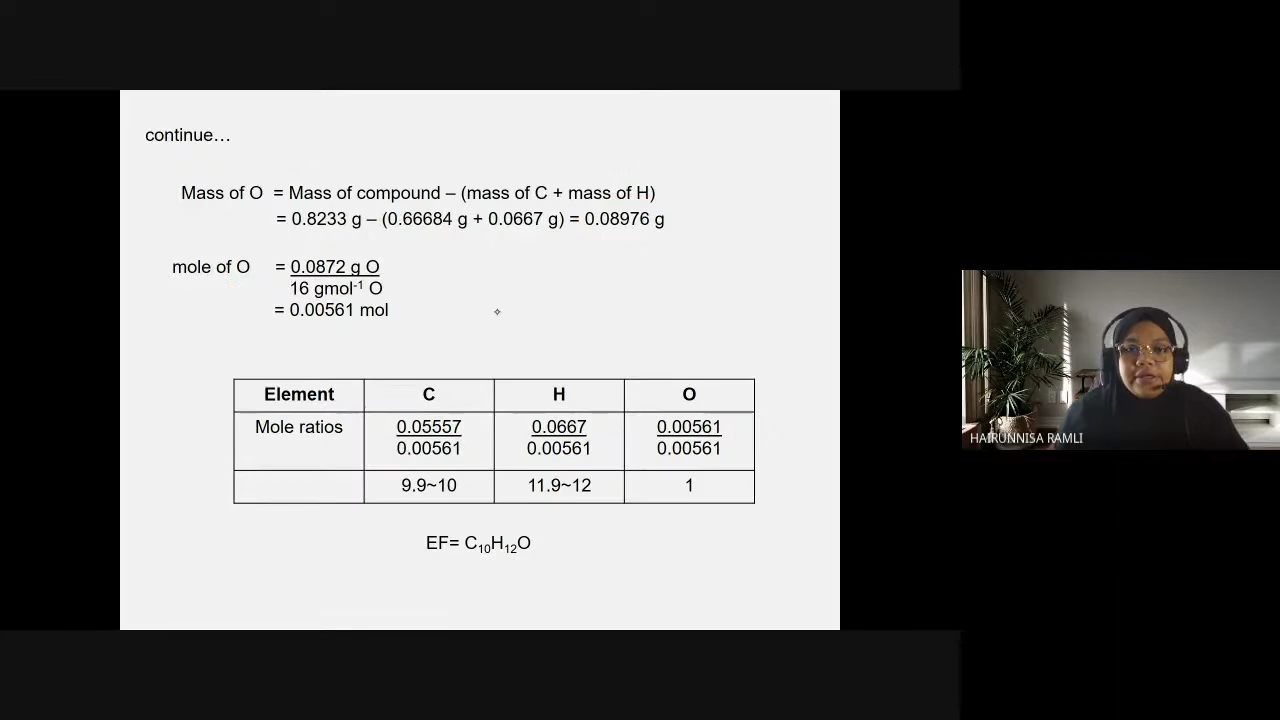 continue…
Mass of O = Mass of compound – (mass of C + mass of H)
= 0.8233 g – (0.66684 g + 0.0667 g) = 0.08976 g
mole of O = 0.0872 g O
16 gmol⁻¹ O
= 0.00561 mol
Element C H O
Mole ratios 0.05557 0.0667 0.00561
0.00561 0.00561 0.00561
9.9~10 11.9~12 1
EF= C₁₀H₁₂O
HAIRUNNISA RAMLI